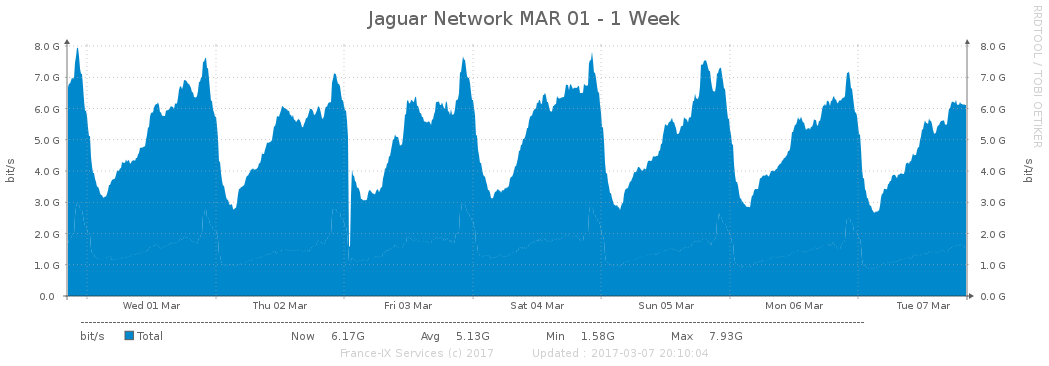 Jaguar Network MAR 01 - 1 Week
RRDTOOL / TOBI OETIKER
8.0 G 8.0 G
7.0 G 7.0 G
6.0 G 6.0 G
5.0 G 5.0 G
4.0 G 4.0 G
3.0 G 3.0 G
2.0 G 2.0 G
1.0 G 1.0 G
0.0 0.0 G
bit/s
bit/s
Wed 01 Mar Thu 02 Mar Fri 03 Mar Sat 04 Mar Sun 05 Mar Mon 06 Mar Tue 07 Mar
bit/s Total Now 6.17G Avg 5.13G Min 1.58G Max 7.93G
France-IX Services (c) 2017 Updated : 2017-03-07 20:10:04